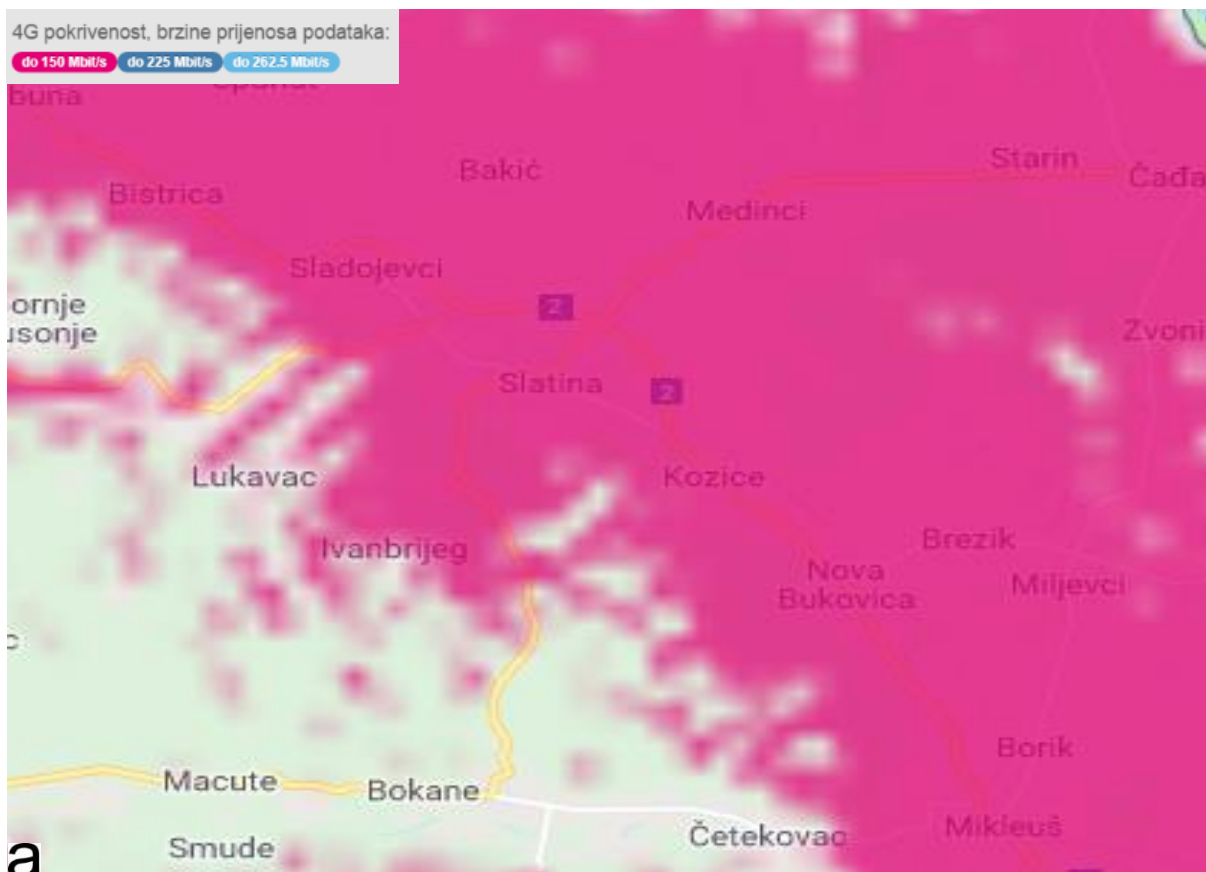 4G pokrivenost, brzine prijenosa podataka:
do 150 Mbit/s do 225 Mbit/s do 262.5 Mbit/s
buna
Starin
Bakić
Čađa
Bistrica
Medinci
Sladojevci
ornje
2
usonje
Zvoni
Slatina
2
Lukavac
Kozice
Ivanbrijeg
Brezik
Nova
Bukovica
Miljevci
c
Borik
Macute
Bokane
Mikleuš
Četekovac
Smude
a